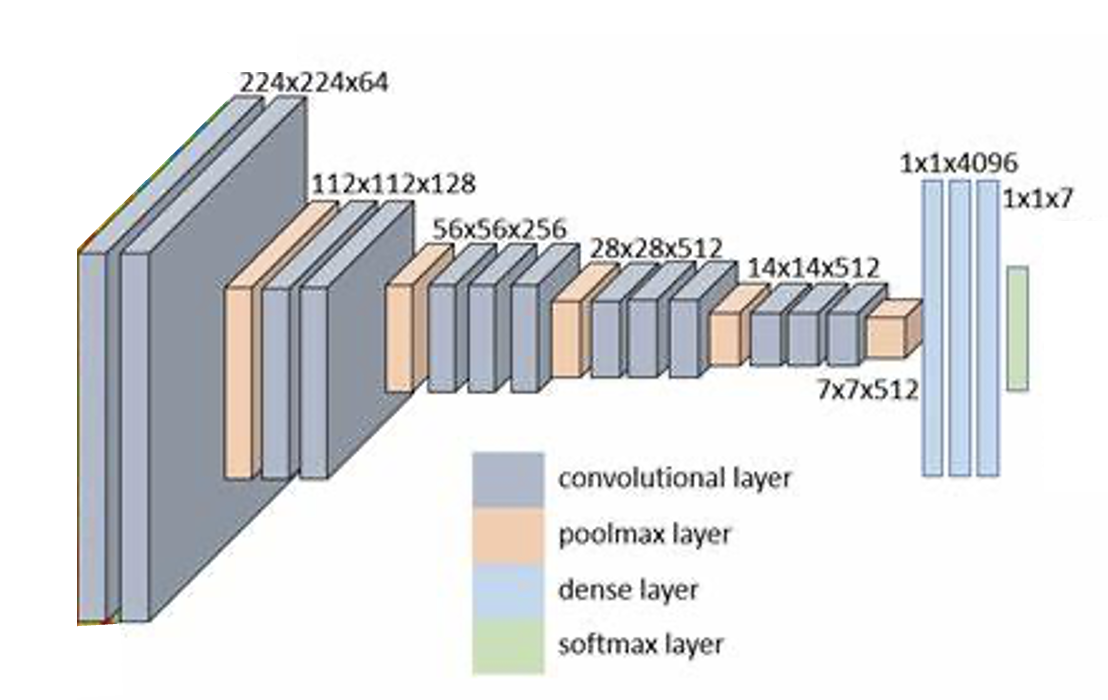 224x224x64
112x112x128
56x56x256
28x28x512
14x14x512
7x7x512
1x1x4096
1x1x7
convolutional layer
poolmax layer
dense layer
softmax layer